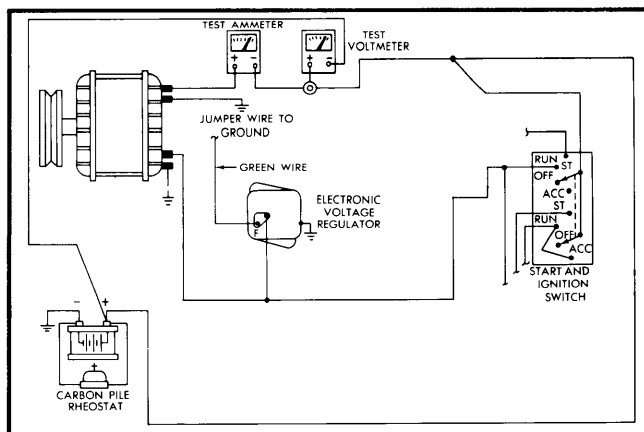 TEST AMMETER
+ -
TEST
VOLTMETER
+ -
JUMPER WIRE TO
GROUND
GREEN WIRE
ELECTRONIC
VOLTAGE
REGULATOR
F
RUN ST
OFF
ACC
ST
RUN
OFF
ACC
START AND
IGNITION
SWITCH
- +
+
CARBON PILE
RHEOSTAT